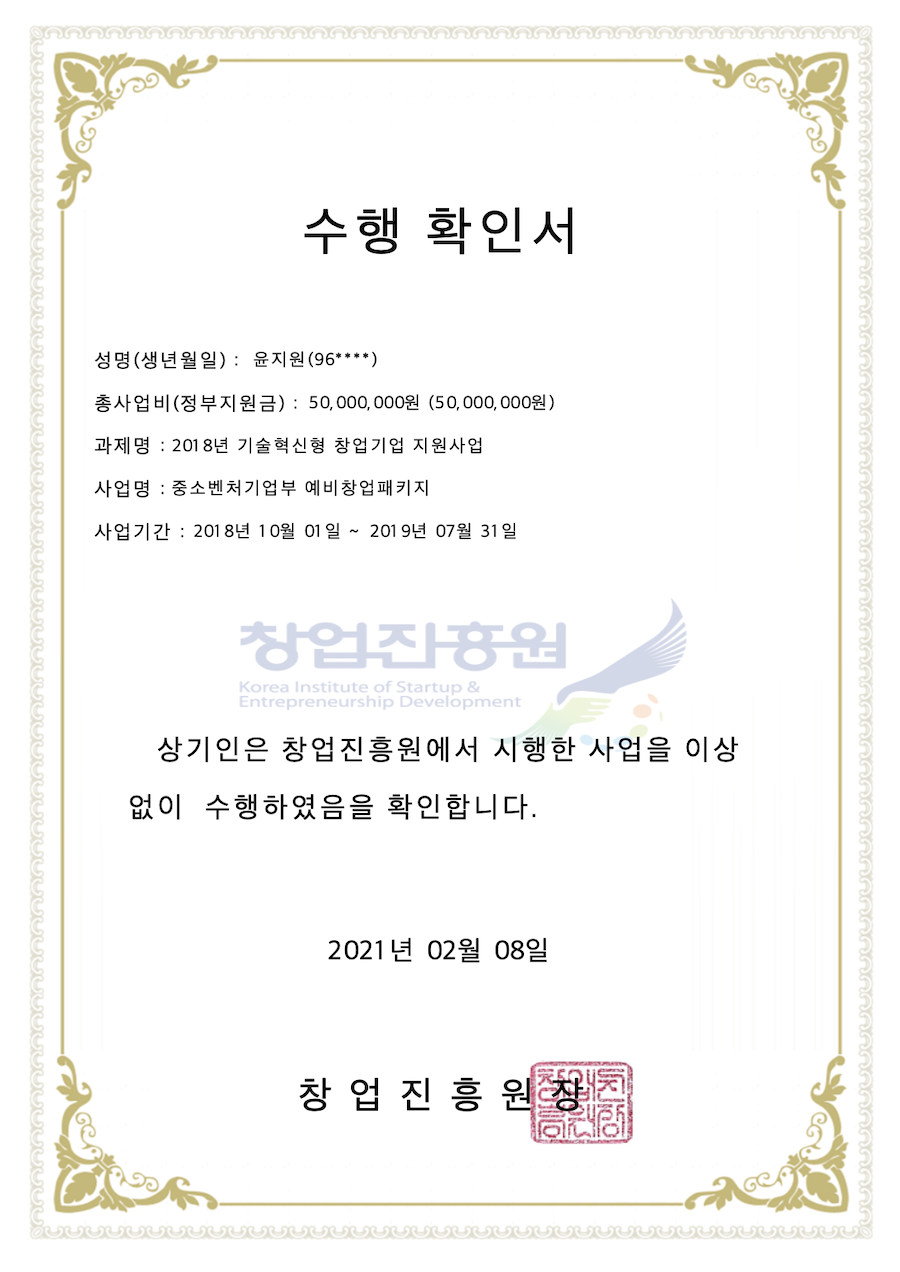 수행 확인서
성명(생년월일) : 윤지원(96****)
총사업비(정부지원금) : 50,000,000원 (50,000,000원)
과제명 : 2018년 기술혁신형 창업기업 지원사업
사업명 : 중소벤처기업부 예비창업패키지
사업기간 : 2018년 10월 01일 ~ 2019년 07월 31일
창업진흥원
Korea Institute of Startup &
Entrepreneurship Development
상기인은 창업진흥원에서 시행한 사업을 이상
없이 수행하였음을 확인합니다.
2021년 02월 08일
창업진흥원장